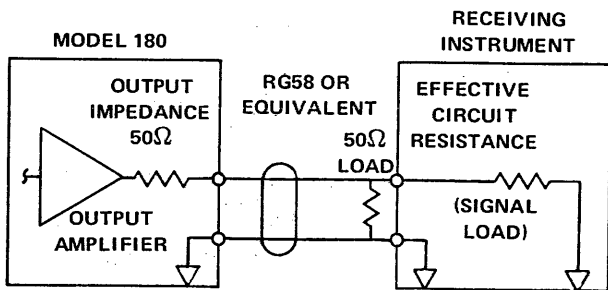 MODEL 180
OUTPUT
IMPEDANCE
50Ω
OUTPUT
AMPLIFIER
RG58 OR
EQUIVALENT
50Ω
LOAD
RECEIVING
INSTRUMENT
EFFECTIVE
CIRCUIT
RESISTANCE
(SIGNAL
LOAD)